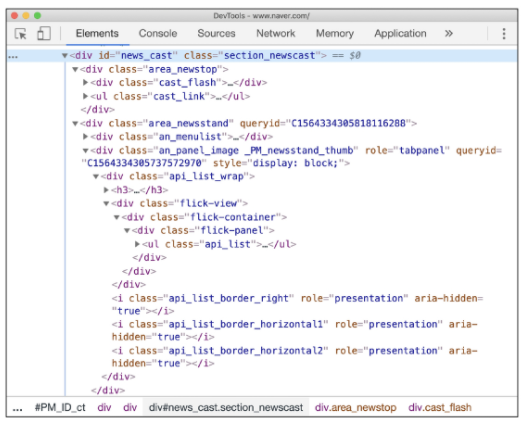 DevTools - www.naver.com/
Elements Console Sources Network Memory Application »
... ▼<div id="news_cast" class="section_newscast"> == $0
▼<div class="area_newstop">
▶<div class="cast_flash">…</div>
▶<ul class="cast_link">…</ul>
</div>
▼<div class="area_newsstand" queryid="C1564334305818116288">
▶<div class="an_menulist">…</div>
▼<div class="an_panel_image _PM_newsstand_thumb" role="tabpanel" queryid=
"C1564334305737572970" style="display: block;">
▼<div class="api_list_wrap">
▶<h3>…</h3>
▼<div class="flick-view">
▼<div class="flick-container">
▼<div class="flick-panel">
▶<ul class="api_list">…</ul>
</div>
</div>
</div>
<i class="api_list_border_right" role="presentation" aria-hidden=
"true"></i>
<i class="api_list_border_horizontal1" role="presentation" aria-
hidden="true"></i>
<i class="api_list_border_horizontal2" role="presentation" aria-
hidden="true"></i>
</div>
</div>
... #PM_ID_ct div div div#news_cast.section_newscast div.area_newstop div.cast_flash